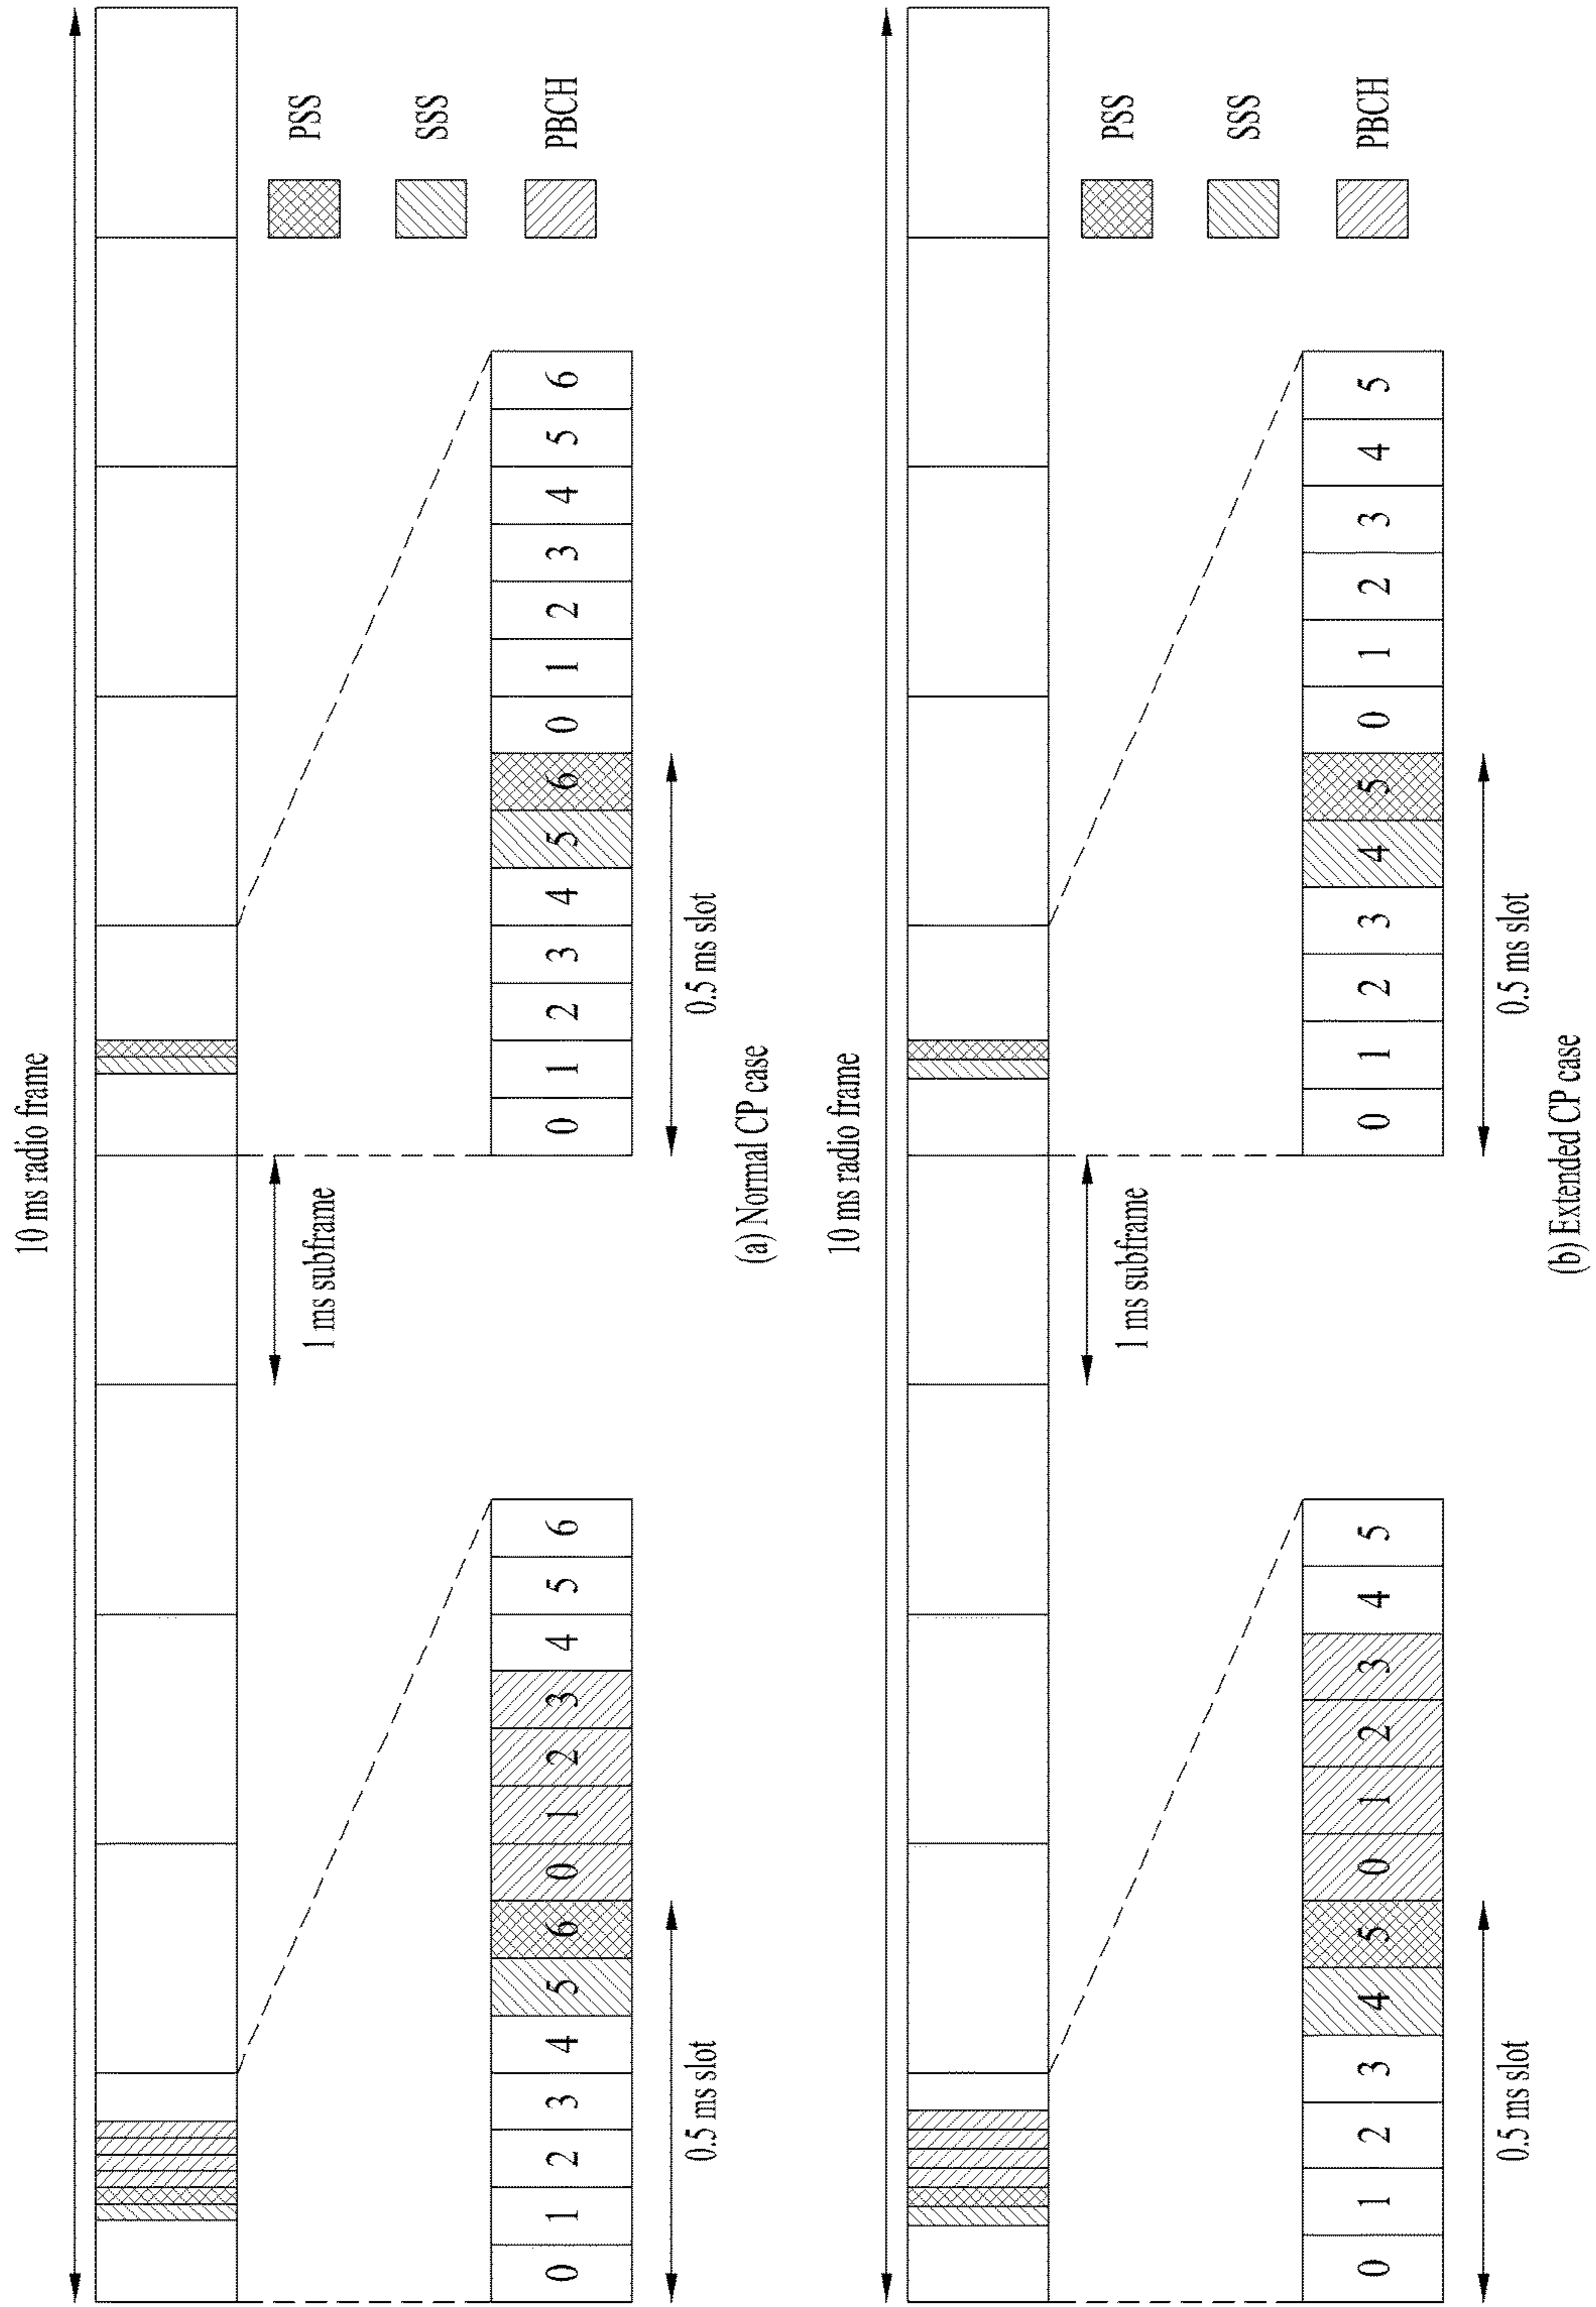 10 ms radio frame
PSS
SSS
PBCH
1 ms subframe
0 1 2 3 4 5 6 0 1 2 3 4 5 6
0 1 2 3 4 5 6 0 1 2 3 4 5 6
0.5 ms slot
0.5 ms slot
(a) Normal CP case
10 ms radio frame
PSS
SSS
PBCH
1 ms subframe
0 1 2 3 4 5 0 1 2 3 4 5
0 1 2 3 4 5 0 1 2 3 4 5
0.5 ms slot
0.5 ms slot
(b) Extended CP case